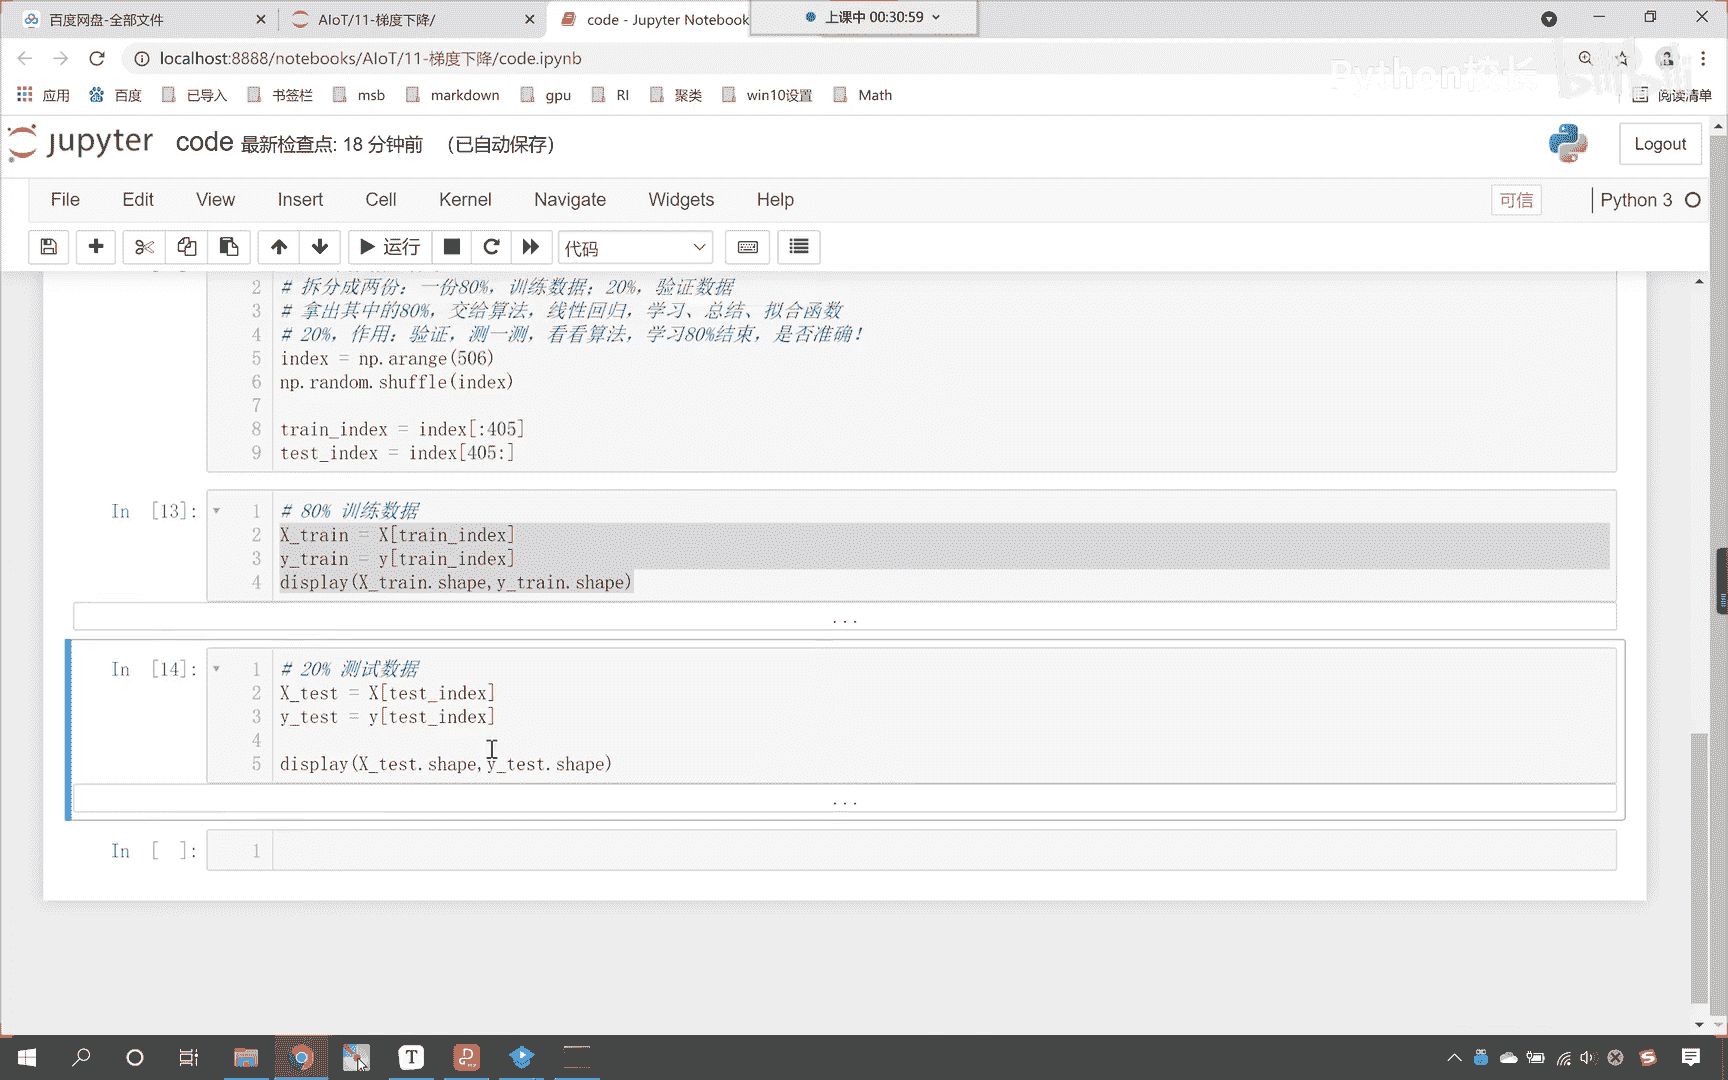 百度网盘-全部文件
AIoT/11-梯度下降/
code - Jupyter Notebook
上课中 00:30:59
localhost:8888/notebooks/AIoT/11-梯度下降/code.ipynb
Python校长 bilibili
应用 百度 已导入 书签栏 msb markdown gpu RI 聚类 win10设置 Math 阅读清单
jupyter code 最新检查点: 18 分钟前 (已自动保存) Logout
File Edit View Insert Cell Kernel Navigate Widgets Help 可信 Python 3
运行 代码
2 # 拆分成两份：一份80%，训练数据；20%，验证数据
3 # 拿出其中的80%，交给算法，线性回归，学习、总结、拟合函数
4 # 20%，作用：验证，测一测，看看算法，学习80%结束，是否准确！
5 index = np.arange(506)
6 np.random.shuffle(index)
7
8 train_index = index[:405]
9 test_index = index[405:]
In [13]: 1 # 80% 训练数据
2 X_train = X[train_index]
3 y_train = y[train_index]
4 display(X_train.shape,y_train.shape)
...
In [14]: 1 # 20% 测试数据
2 X_test = X[test_index]
3 y_test = y[test_index]
4
5 display(X_test.shape,y_test.shape)
...
In [ ]: 1